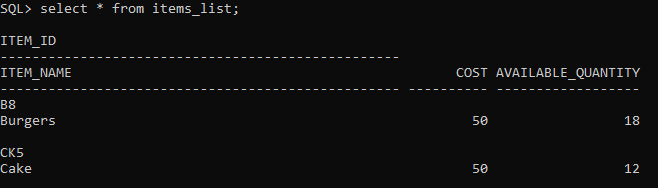 SQL> select * from items_list;
ITEM_ID
--------------------------------------------------
ITEM_NAME COST AVAILABLE_QUANTITY
-------------------------------------------------- ---------- ------------------
B8
Burgers 50 18
CK5
Cake 50 12